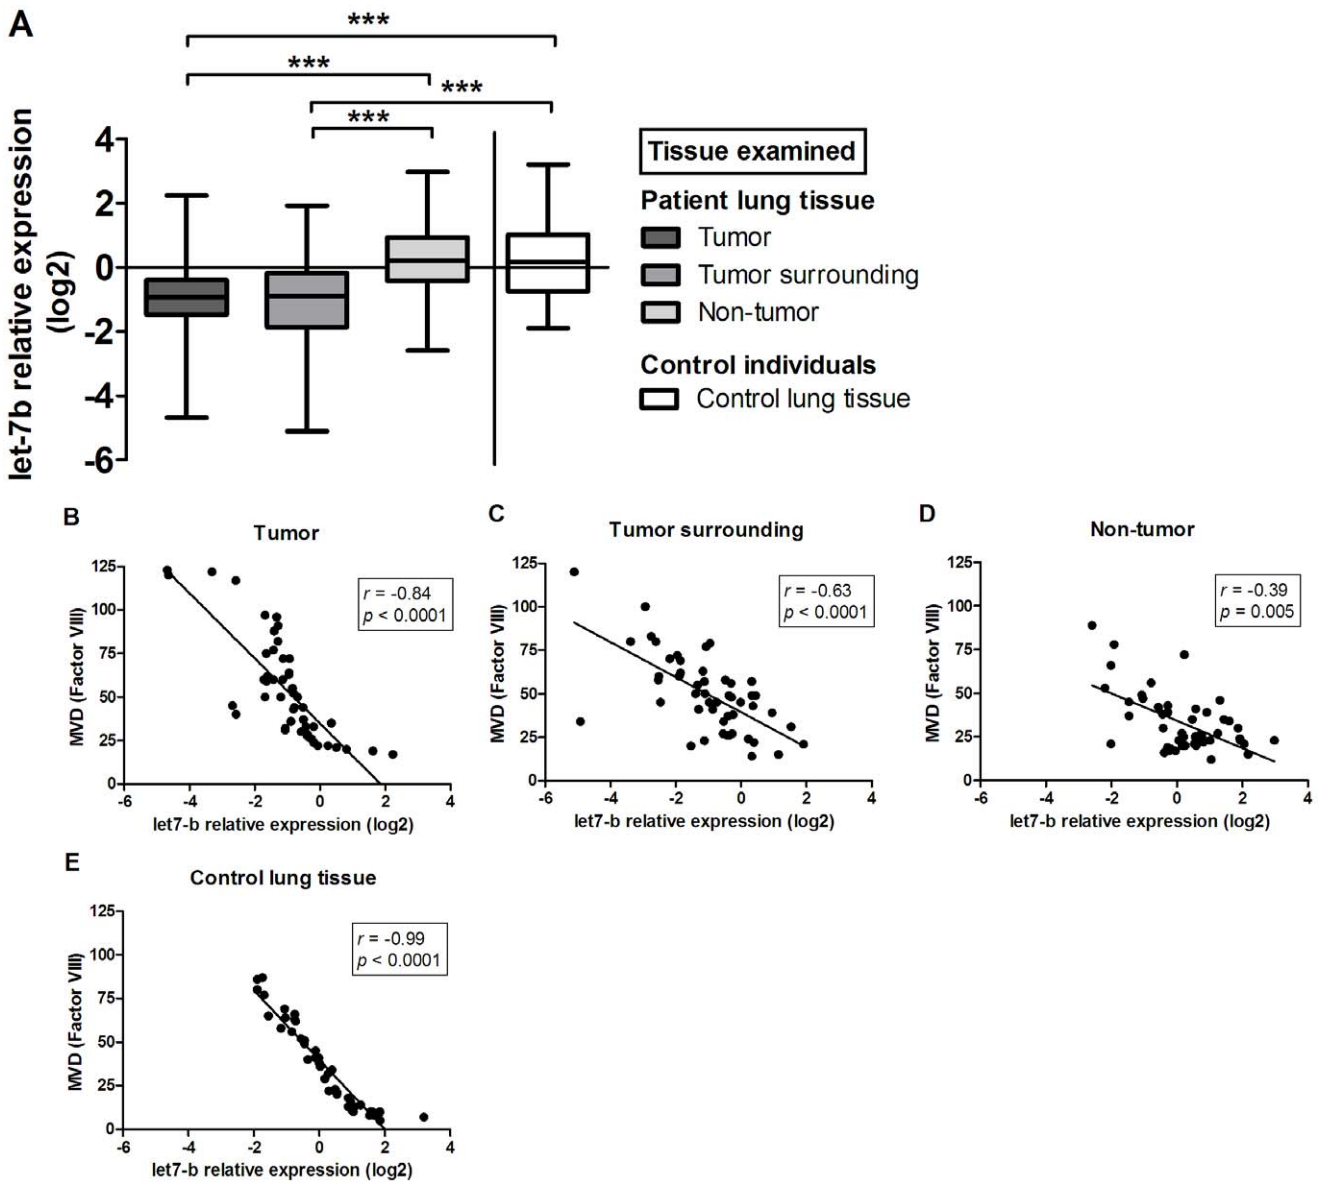 A
***
***
***
***
let-7b relative expression
(log2)
4
2
0
-2
-4
-6
Tissue examined
Patient lung tissue
Tumor
Tumor surrounding
Non-tumor
Control individuals
Control lung tissue
B
Tumor
MVD (Factor VIII)
125
100
75
50
25
0
r = -0.84
p < 0.0001
-6 -4 -2 0 2 4
let7-b relative expression (log2)
C
Tumor surrounding
MVD (Factor VIII)
125
100
75
50
25
0
r = -0.63
p < 0.0001
-6 -4 -2 0 2 4
let7-b relative expression (log2)
D
Non-tumor
MVD (Factor VIII)
125
100
75
50
25
0
r = -0.39
p = 0.005
-6 -4 -2 0 2 4
let7-b relative expression (log2)
E
Control lung tissue
MVD (Factor VIII)
125
100
75
50
25
0
r = -0.99
p < 0.0001
-6 -4 -2 0 2 4
let7-b relative expression (log2)